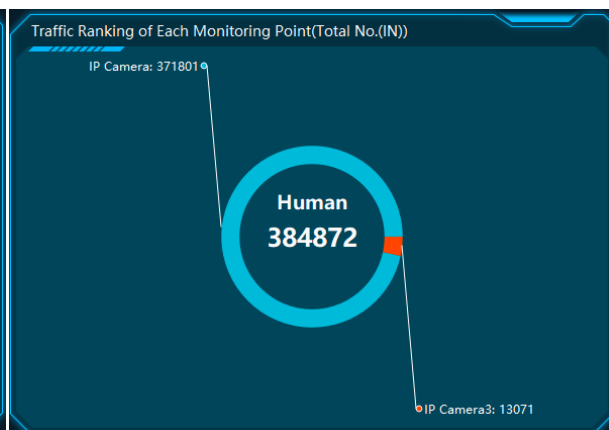 Traffic Ranking of Each Monitoring Point(Total No.(IN))
IP Camera: 371801
Human
384872
IP Camera3: 13071